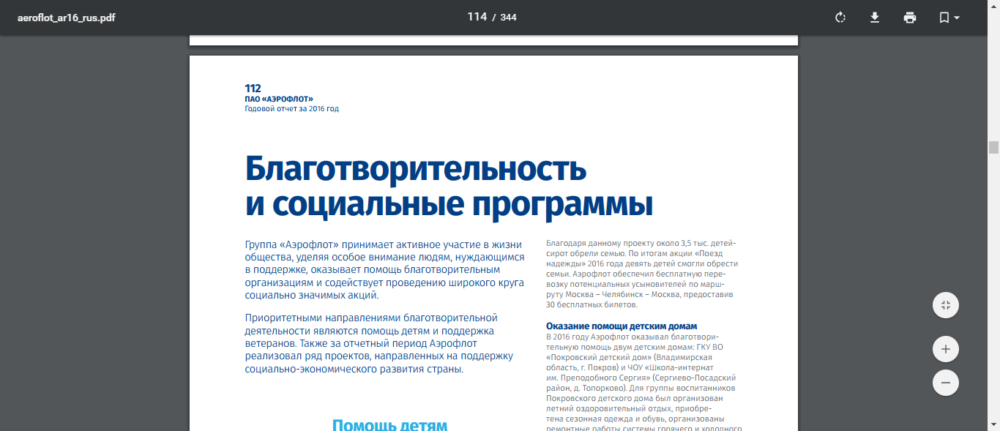 aeroflot_ar16_rus.pdf
114 / 344
112
ПАО «АЭРОФЛОТ»
Годовой отчет за 2016 год
Благотворительность
и социальные программы
Группа «Аэрофлот» принимает активное участие в жизни
общества, уделяя особое внимание людям, нуждающимся
в поддержке, оказывает помощь благотворительным
организациям и содействует проведению широкого круга
социально значимых акций.
Приоритетными направлениями благотворительной
деятельности являются помощь детям и поддержка
ветеранов. Также за отчетный период Аэрофлот
реализовал ряд проектов, направленных на поддержку
социально-экономического развития страны.
Помощь детям
Благодаря данному проекту около 3,5 тыс. детей-
сирот обрели семью. По итогам акции «Поезд
надежды» 2016 года девять детей смогли обрести
семьи. Аэрофлот обеспечил бесплатную пере-
возку потенциальных усыновителей по марш-
руту Москва – Челябинск – Москва, предоставив
30 бесплатных билетов.
Оказание помощи детским домам
В 2016 году Аэрофлот оказывал благотвори-
тельную помощь двум детским домам: ГКУ ВО
«Покровский детский дом» (Владимирская
область, г. Покров) и ЧОУ «Школа-интернат
им. Преподобного Сергия» (Сергиево-Посадский
район, д. Топорково). Для группы воспитанников
Покровского детского дома был организован
летний оздоровительный отдых, приобре-
тена сезонная одежда и обувь, организованы
ремонтные работы системы горячего и холодного